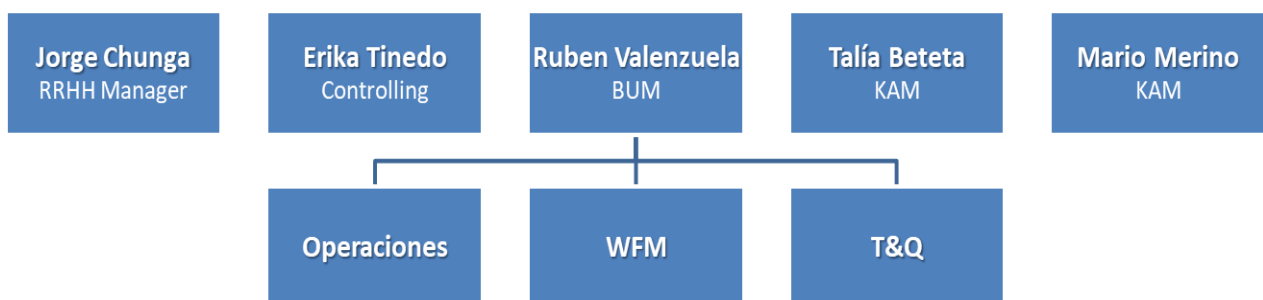 Jorge Chunga
RRHH Manager
Erika Tinedo
Controlling
Ruben Valenzuela
BUM
Talía Beteta
KAM
Mario Merino
KAM
Operaciones
WFM
T&Q